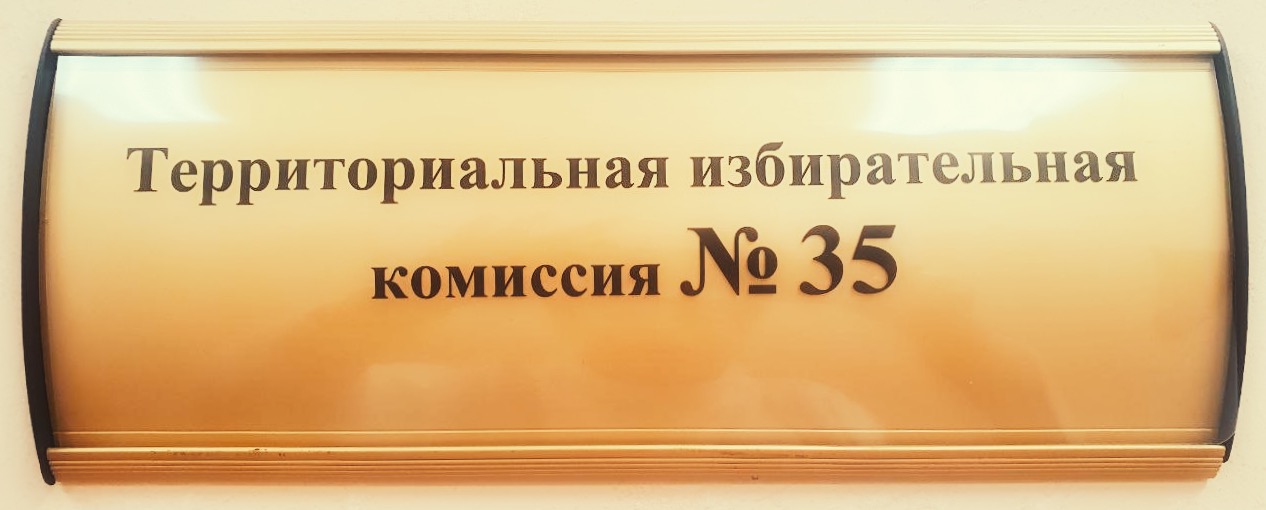 Территориальная избирательная
комиссия № 35